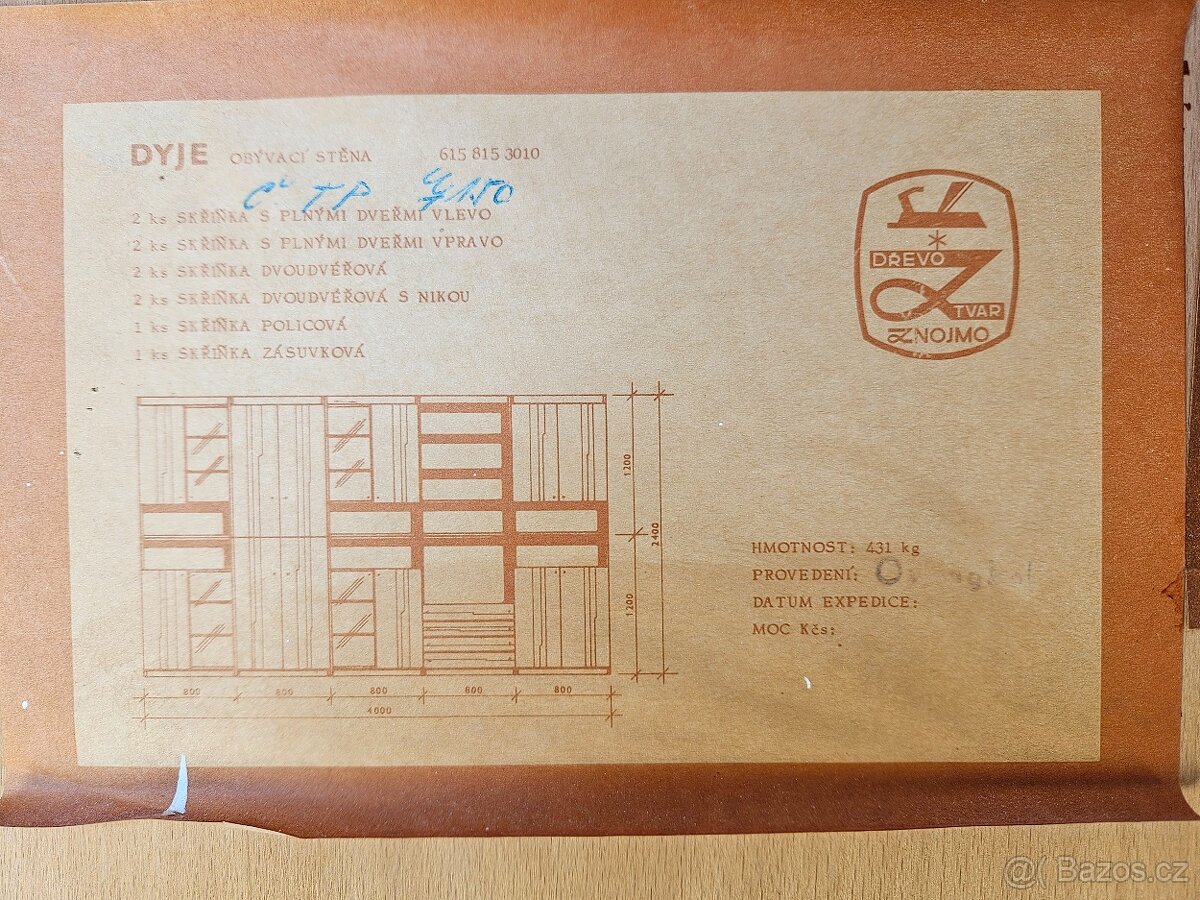 DYJE OBÝVACÍ STĚNA 615 815 3010
2 ks SKŘÍŇKA S PLNÝMI DVEŘMI VLEVO
2 ks SKŘÍŇKA S PLNÝMI DVEŘMI VPRAVO
2 ks SKŘÍŇKA DVOUDVÉŘOVÁ
2 ks SKŘÍŇKA DVOUDVÉŘOVÁ S NIKOU
1 ks SKŘÍŇKA POLICOVÁ
1 ks SKŘÍŇKA ZÁSUVKOVÁ
DŘEVO
TVAR
ZNOJMO
1200
2400
1200
800 800 800 800 800
4000
HMOTNOST: 431 kg
PROVEDENÍ:
DATUM EXPEDICE:
MOC Kčs:
@( Bazos.cz